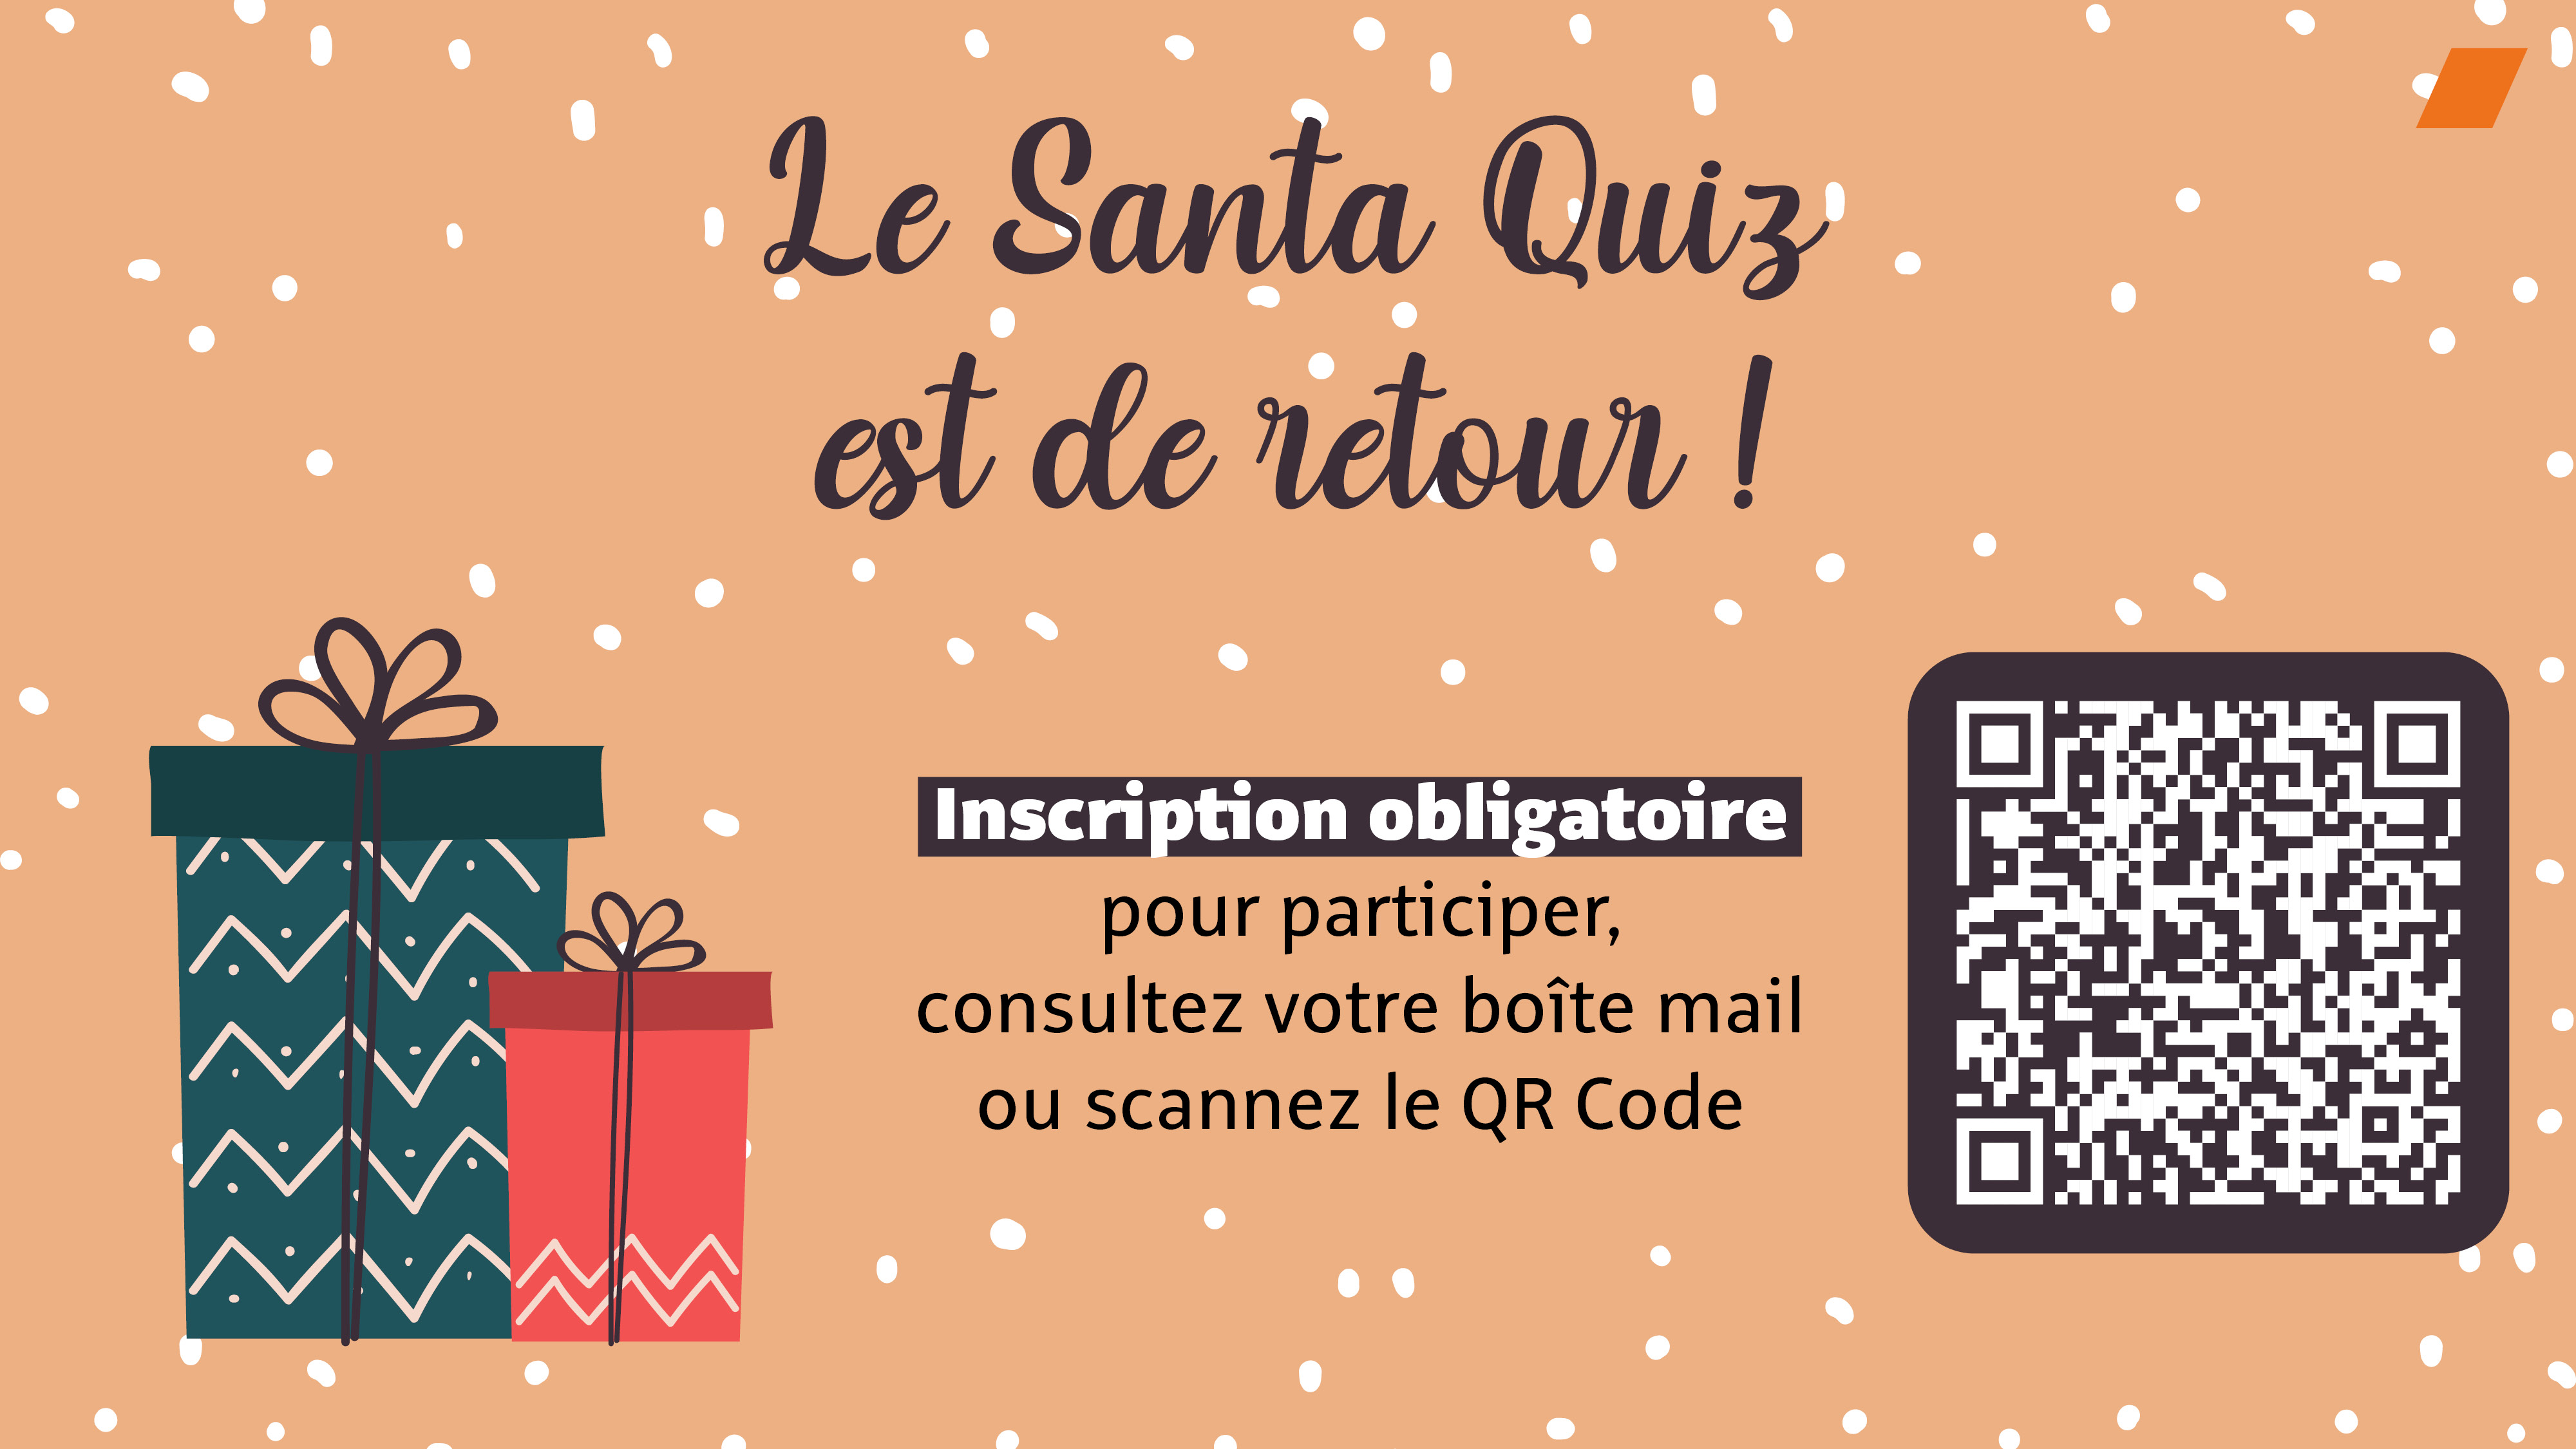 Le Santa Quiz
est de retour !
Inscription obligatoire
pour participer,
consultez votre boîte mail
ou scannez le QR Code